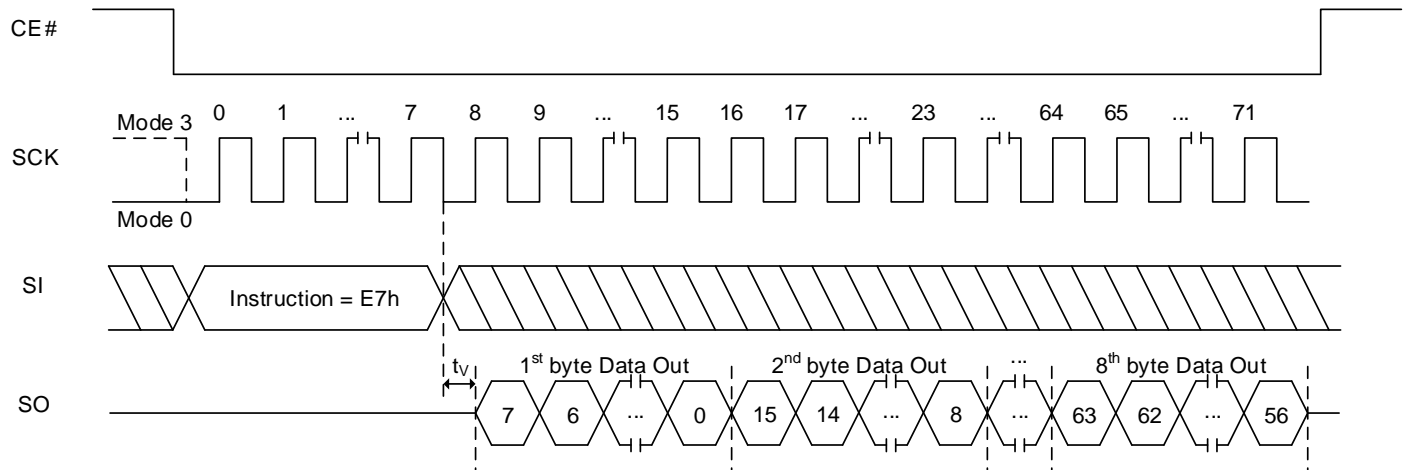 CE#
0 1 ... 7 8 9 ... 15 16 17 ... 23 ... 64 65 ... 71
Mode 3
SCK
Mode 0
SI
Instruction = E7h
tV 1st byte Data Out 2nd byte Data Out ... 8th byte Data Out
SO
7 6 ... 0 15 14 ... 8 ... 63 62 ... 56